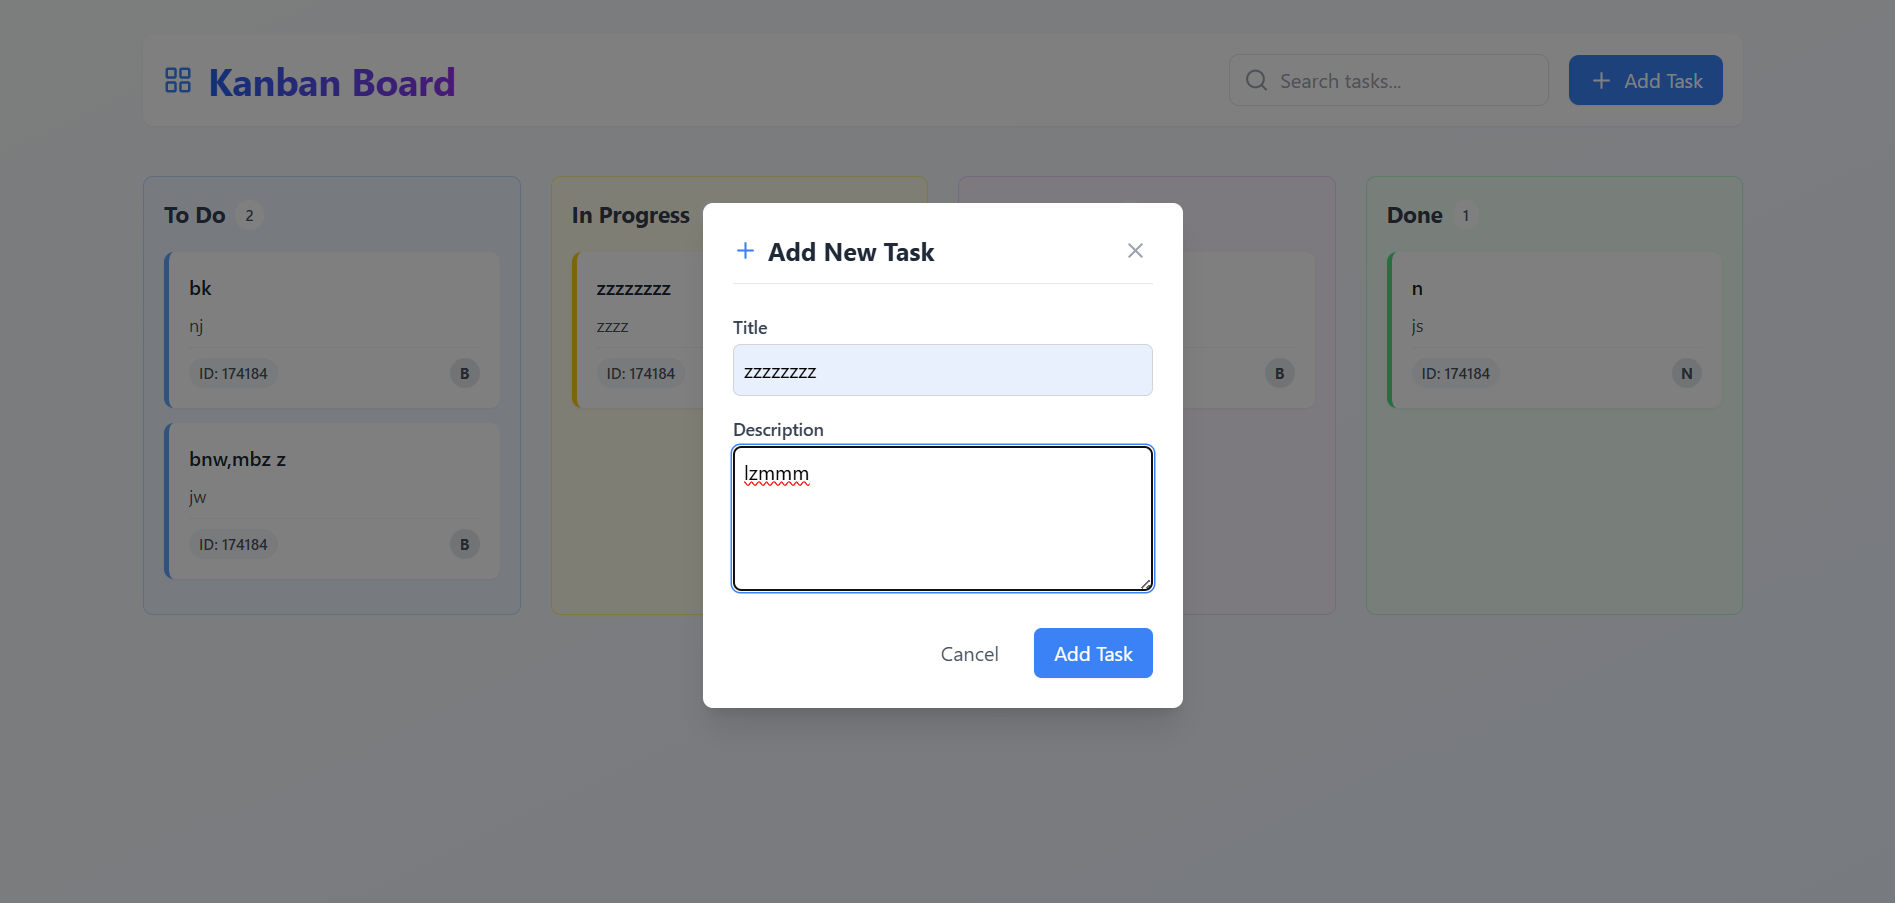 Kanban Board
Search tasks...
Add Task
To Do 2
bk
nj
ID: 174184 B
bnw,mbz z
jw
ID: 174184 B
In Progress
zzzzzzzz
zzzz
ID: 174184
B
Done 1
n
js
ID: 174184 N
Add New Task
Title
zzzzzzzz
Description
lzmmm
Cancel Add Task